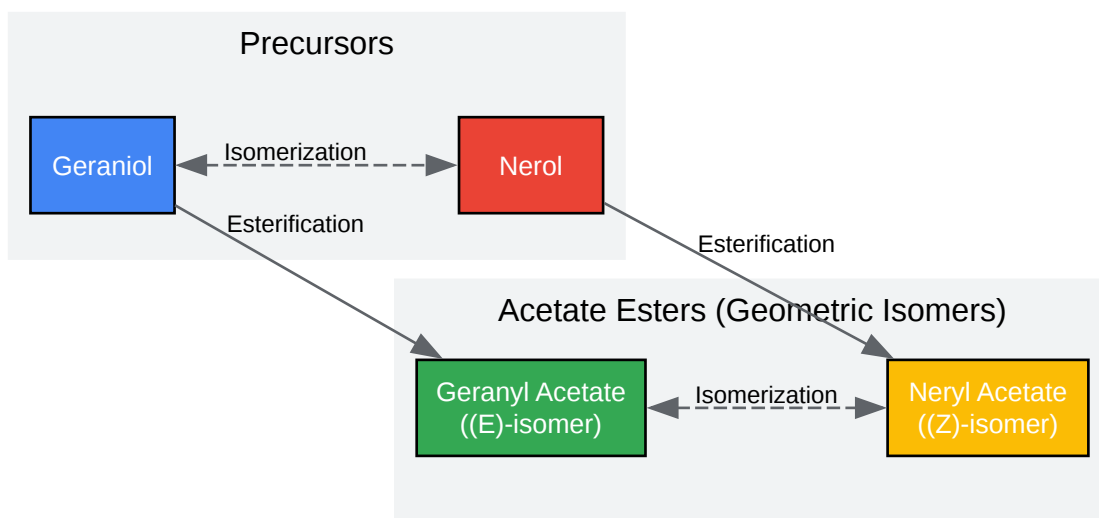 Precursors
Geraniol
Isomerization
Nerol
Esterification
Esterification
Acetate Esters (Geometric Isomers)
Geranyl Acetate
((E)-isomer)
Isomerization
Neryl Acetate
((Z)-isomer)